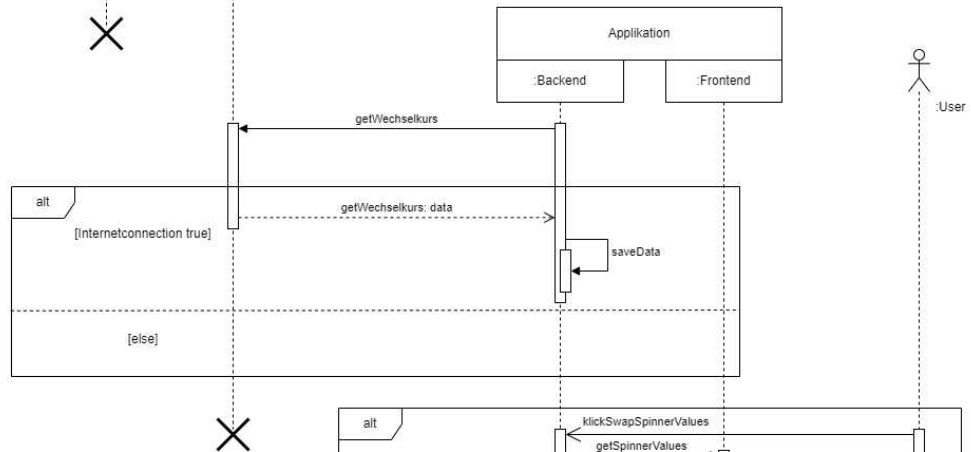 Applikation
:Backend
:Frontend
:User
getWechselkurs
alt
getWechselkurs: data
[Internetconnection true]
saveData
[else]
alt
klickSwapSpinnerValues
getSpinnerValues